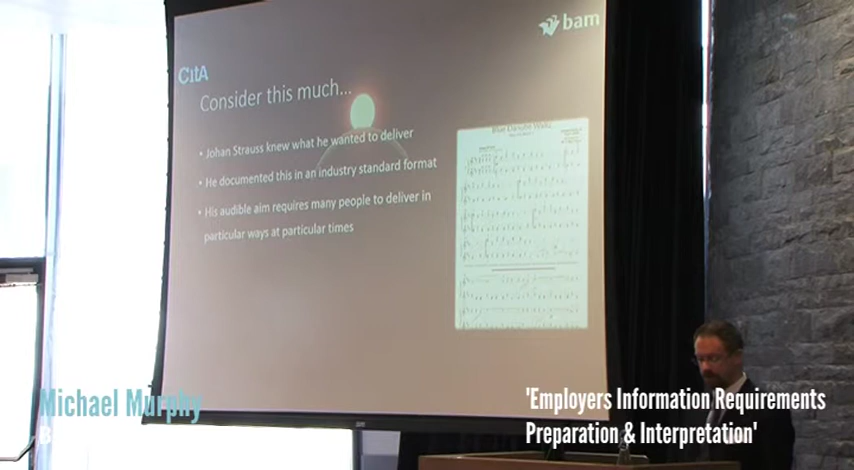 bam
CitA
Consider this much...
• Johan Strauss knew what he wanted to deliver
• He documented this in an industry standard format
• His audible aim requires many people to deliver in
particular ways at particular times
Blue Danube Waltz
Michael Murphy
B
'Employers Information Requirements
Preparation & Interpretation'